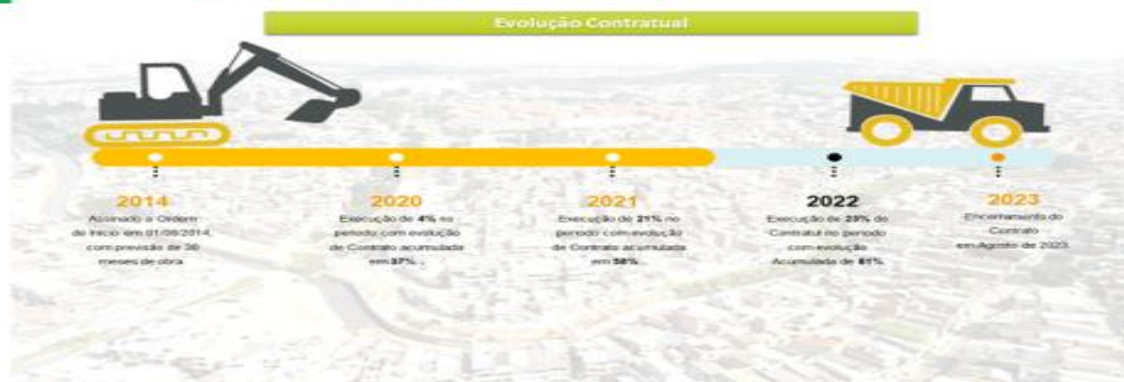 Evolução Contratual
2014
Assinado a Ordem
de Início em 01/08/2014,
com previsão de 36
meses de obra
2020
Execução de 4% no
período com evolução
de Contrato acumulada
em 37%
2021
Execução de 21% no
período com evolução
de Contrato acumulada
em 58%
2022
Execução de 23% do
no período
com evolução
Acumulada de 81%
2023
Encerramento do
Contrato
em Agosto de 2023